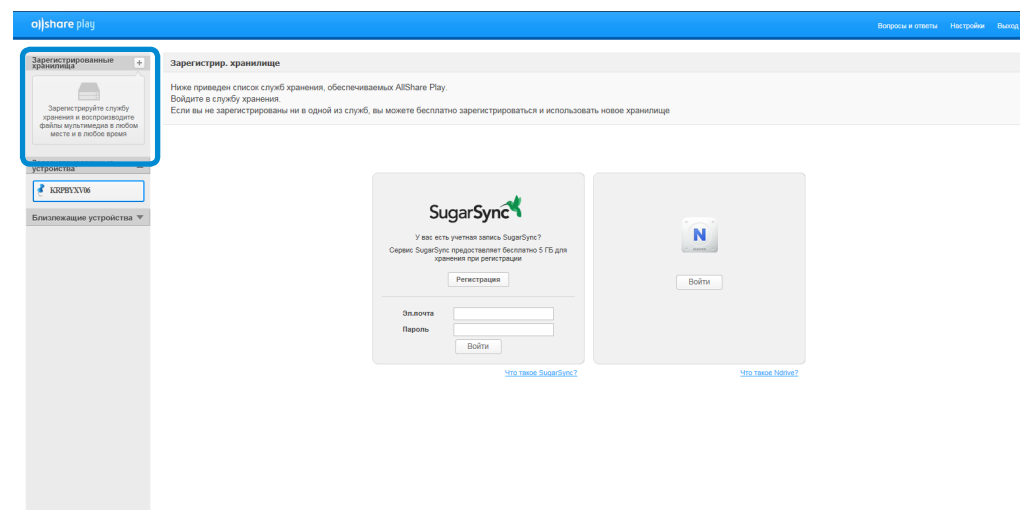 allshare play
Вопросы и ответы Настройки Выход
Зарегистрированные
хранилища +
Зарегистрируйте службу
хранения и воспроизводите
файлы мультимедиа в любом
месте и в любое время
устройства
KRPBYXV06
Близлежащие устройства ▼
Зарегистрир. хранилище
Ниже приведен список служб хранения, обеспечиваемых AllShare Play.
Войдите в службу хранения.
Если вы не зарегистрированы ни в одной из служб, вы можете бесплатно зарегистрироваться и использовать новое хранилище
SugarSync
У вас есть учетная запись SugarSync?
Сервис SugarSync предоставляет бесплатно 5 ГБ для
хранения при регистрации
Регистрация
Эл.почта
Пароль
Войти
Что такое SugarSync?
N
Войти
Что такое Ndrive?